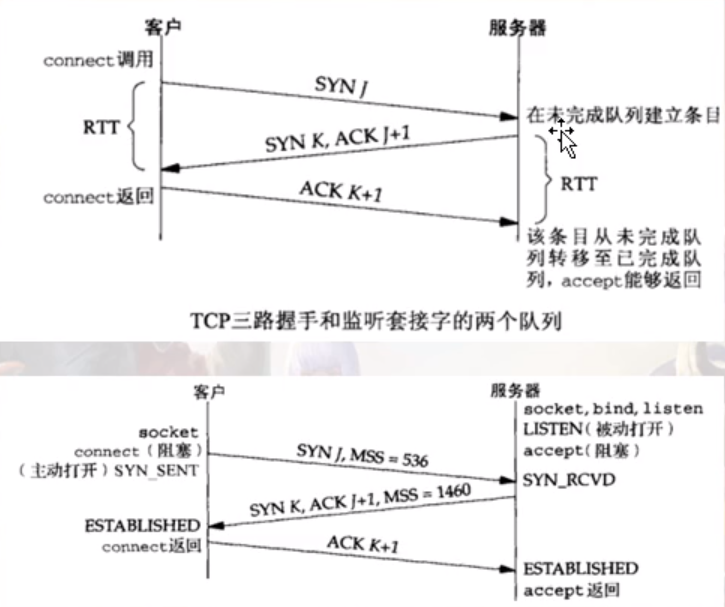 客户 服务器
connect调用
SYN J
在未完成队列建立条目
RTT
SYN K, ACK J+1
RTT
connect返回
ACK K+1
该条目从未完成队
列转移至已完成队
列，accept能够返回
TCP三路握手和监听套接字的两个队列
客户 服务器
socket, bind, listen
LISTEN(被动打开)
accept(阻塞)
socket
connect(阻塞)
(主动打开) SYN_SENT
SYN J, MSS = 536
SYN_RCVD
SYN K, ACK J+1, MSS = 1460
ESTABLISHED
connect返回
ACK K+1
ESTABLISHED
accept返回